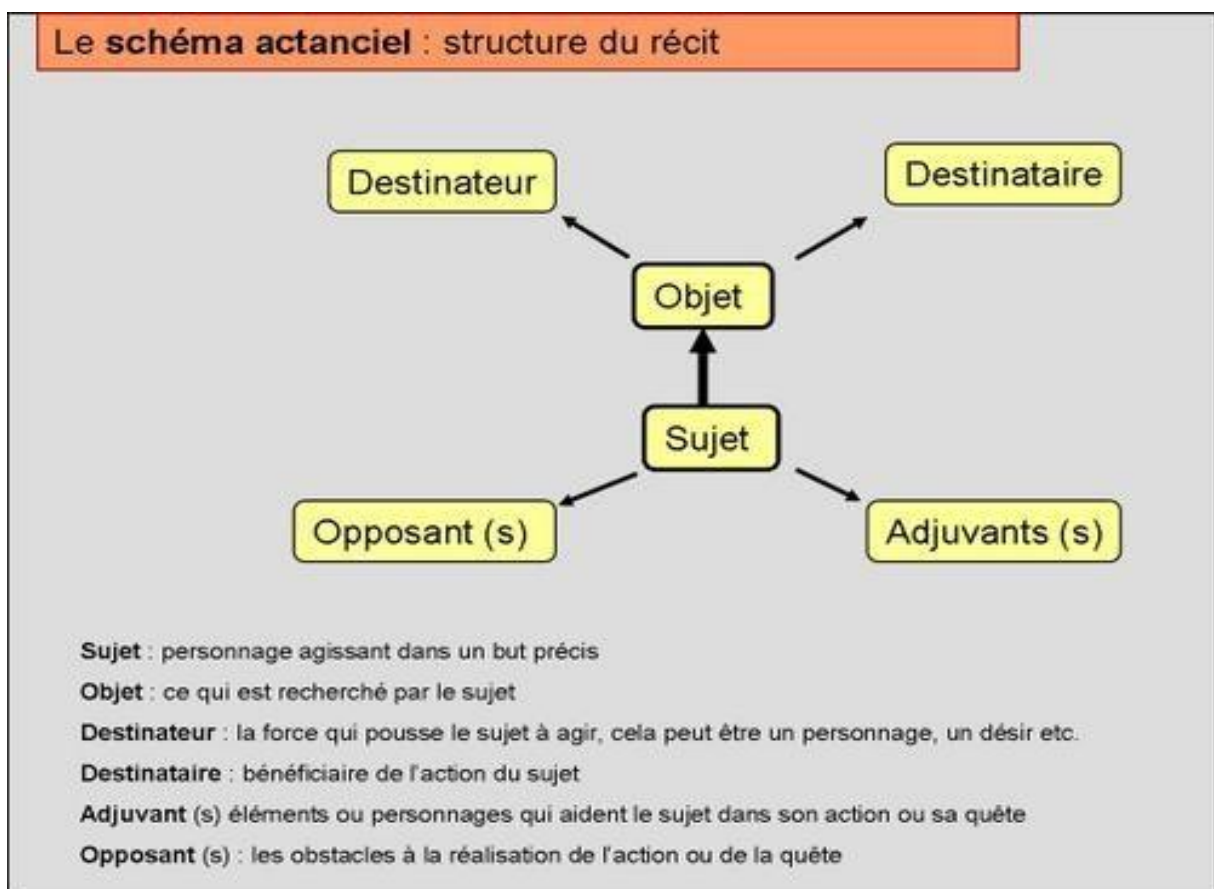 Le schéma actanciel : structure du récit
Destinateur
Destinataire
Objet
Sujet
Opposant (s)
Adjuvants (s)
Sujet : personnage agissant dans un but précis
Objet : ce qui est recherché par le sujet
Destinateur : la force qui pousse le sujet à agir, cela peut être un personnage, un désir etc.
Destinataire : bénéficiaire de l'action du sujet
Adjuvant (s) éléments ou personnages qui aident le sujet dans son action ou sa quête
Opposant (s) : les obstacles à la réalisation de l'action ou de la quête